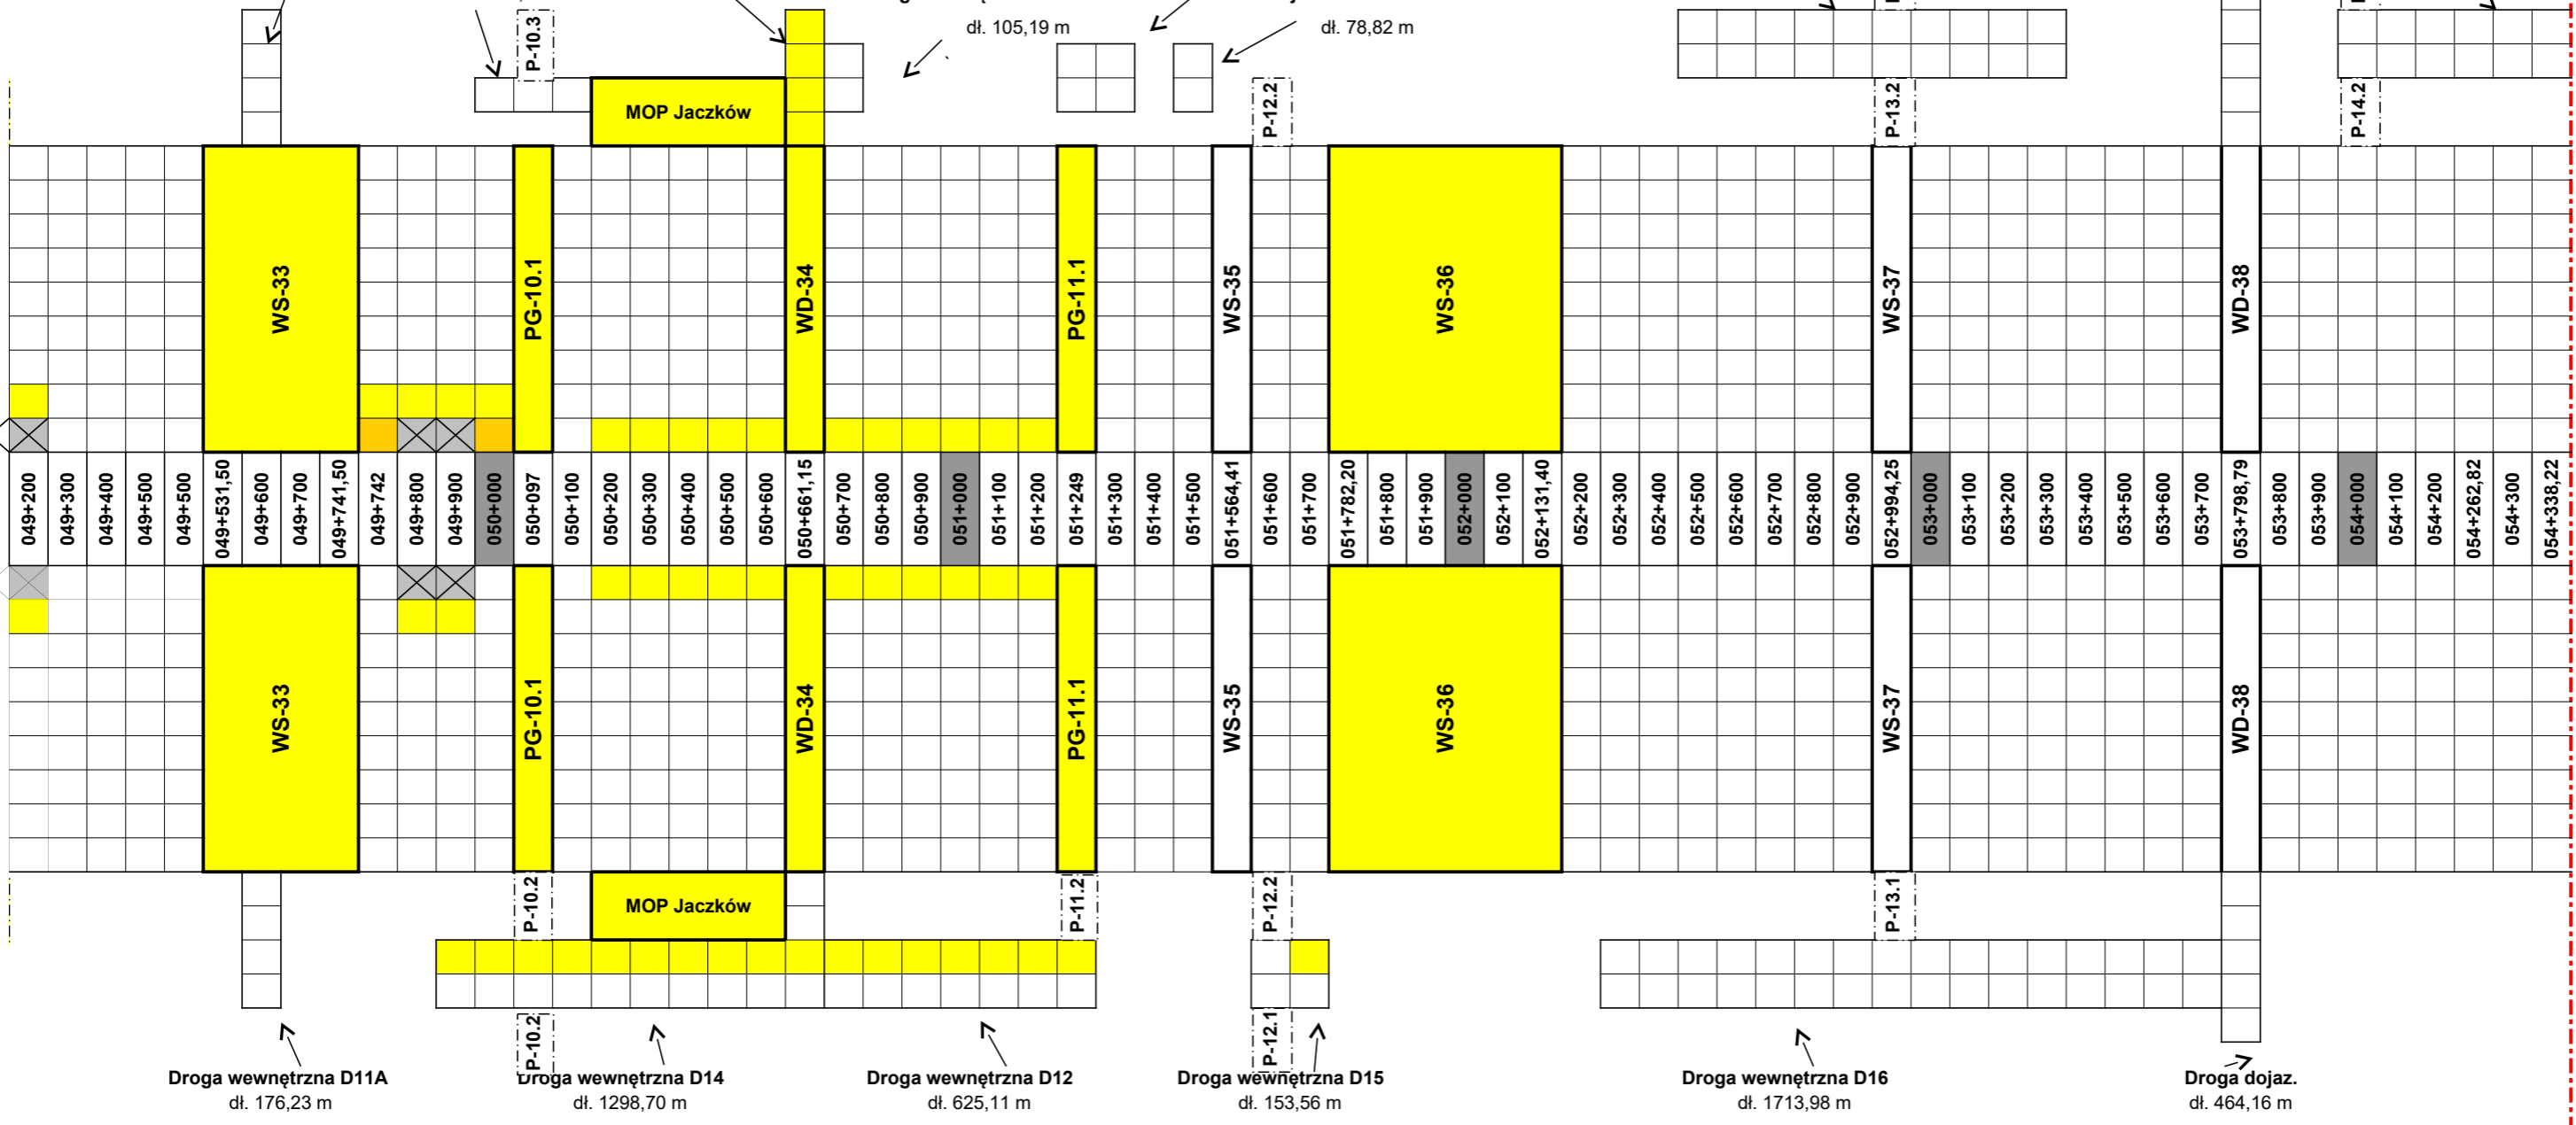 dł. 105,19 m
dł. 78,82 m
P-10.3
MOP Jaczków
P-12.2
P-13.2
P-14.2
WS-33
PG-10.1
WD-34
PG-11.1
WS-35
WS-36
WS-37
WD-38
049+200
049+300
049+400
049+500
049+500
049+531,50
049+600
049+700
049+741,50
049+742
049+800
049+900
050+000
050+097
050+100
050+200
050+300
050+400
050+500
050+600
050+661,15
050+700
050+800
050+900
051+000
051+100
051+200
051+249
051+300
051+400
051+500
051+564,41
051+600
051+700
051+782,20
051+800
051+900
052+000
052+100
052+131,40
052+200
052+300
052+400
052+500
052+600
052+700
052+800
052+900
052+994,25
053+000
053+100
053+200
053+300
053+400
053+500
053+600
053+700
053+798,79
053+800
053+900
054+000
054+100
054+200
054+262,82
054+300
054+338,22
WS-33
PG-10.1
WD-34
PG-11.1
WS-35
WS-36
WS-37
WD-38
P-10.2
MOP Jaczków
P-11.2
P-12.2
P-13.1
P-10.2
P-12.1
Droga wewnętrzna D11A
dł. 176,23 m
Droga wewnętrzna D14
dł. 1298,70 m
Droga wewnętrzna D12
dł. 625,11 m
Droga wewnętrzna D15
dł. 153,56 m
Droga wewnętrzna D16
dł. 1713,98 m
Droga dojaz.
dł. 464,16 m